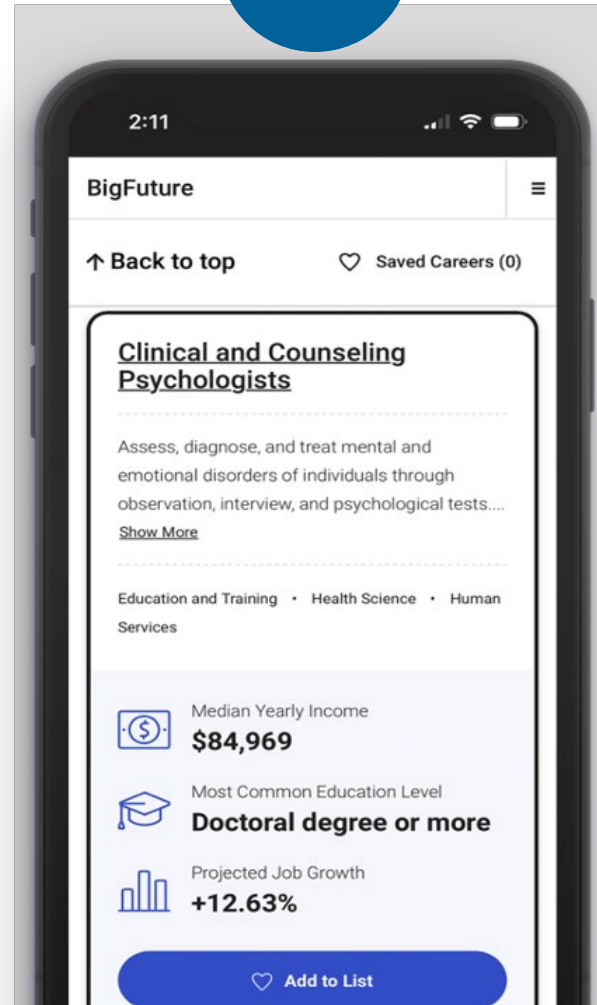 2:11
BigFuture
Back to top
Saved Careers (0)
Clinical and Counseling
Psychologists
Assess, diagnose, and treat mental and
emotional disorders of individuals through
observation, interview, and psychological tests....
Show More
Education and Training • Health Science • Human
Services
Median Yearly Income
$84,969
Most Common Education Level
Doctoral degree or more
Projected Job Growth
+12.63%
Add to List